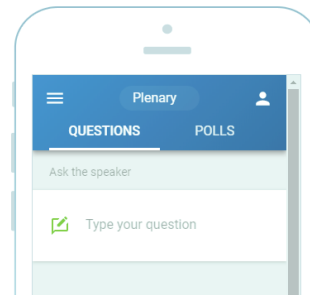 Plenary
QUESTIONS POLLS
Ask the speaker
Type your question